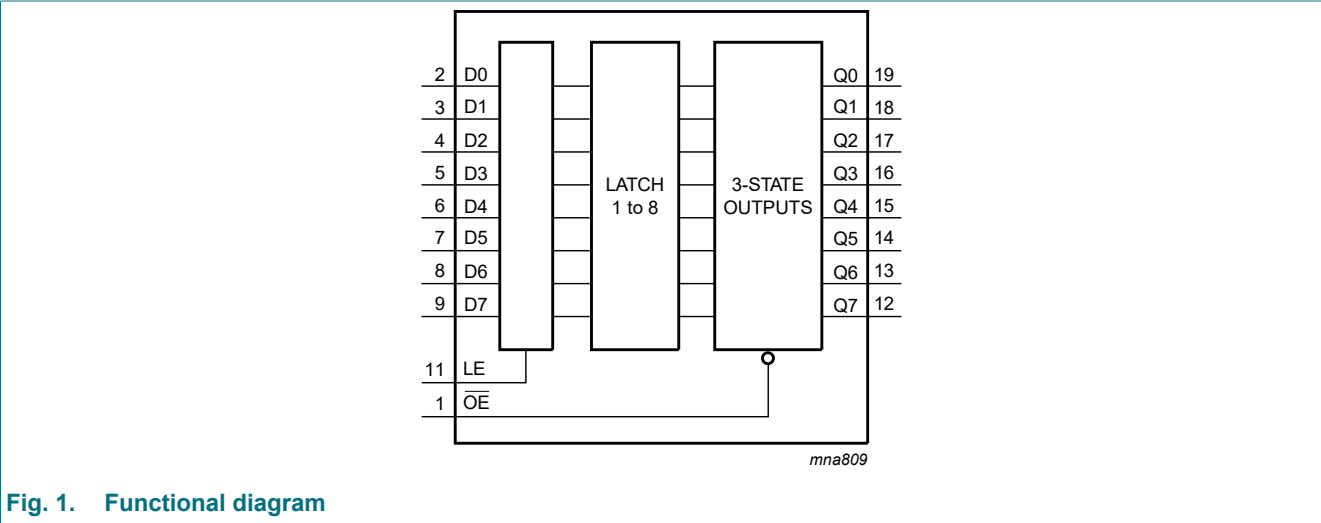 2 D0 Q0 19
3 D1 Q1 18
4 D2 Q2 17
5 D3 Q3 16
6 D4 Q4 15
7 D5 Q5 14
8 D6 Q6 13
9 D7 Q7 12
LATCH
1 to 8
3-STATE
OUTPUTS
11 LE
1 O̅E̅
mna809
Fig. 1. Functional diagram